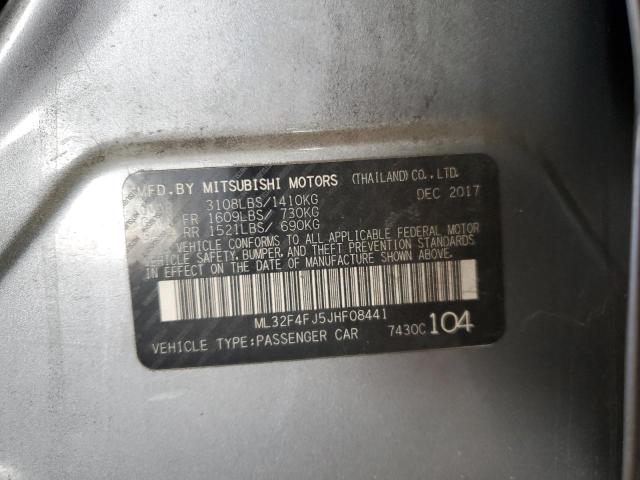 MFD.BY MITSUBISHI MOTORS (THAILAND)CO.,LTD.
3108LBS/1410KG DEC 2017
FR 1609LBS/ 730KG
RR 1521LBS/ 690KG
THIS VEHICLE CONFORMS TO ALL APPLICABLE FEDERAL MOTOR
VEHICLE SAFETY, BUMPER, AND THEFT PREVENTION STANDARDS
IN EFFECT ON THE DATE OF MANUFACTURE SHOWN ABOVE.
ML32F4FJ5JHF08441
VEHICLE TYPE:PASSENGER CAR 7430C 104